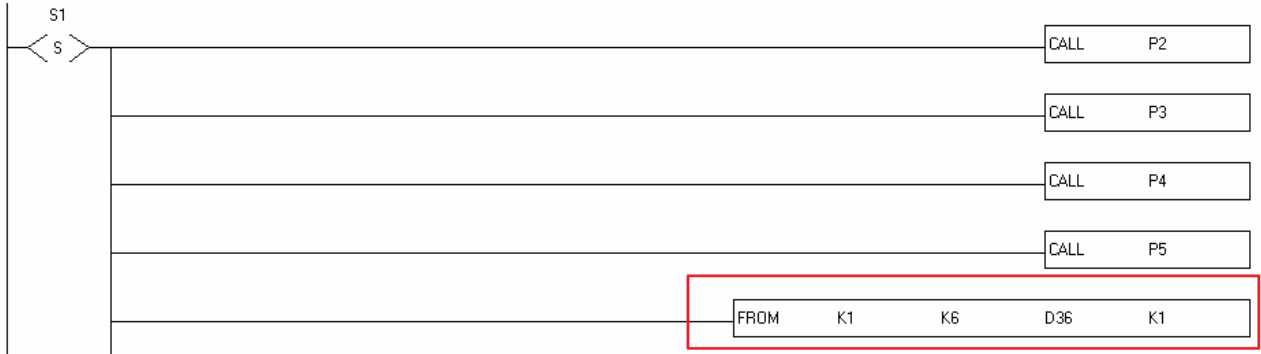 S1
S CALL P2
CALL P3
CALL P4
CALL P5
FROM K1 K6 D36 K1